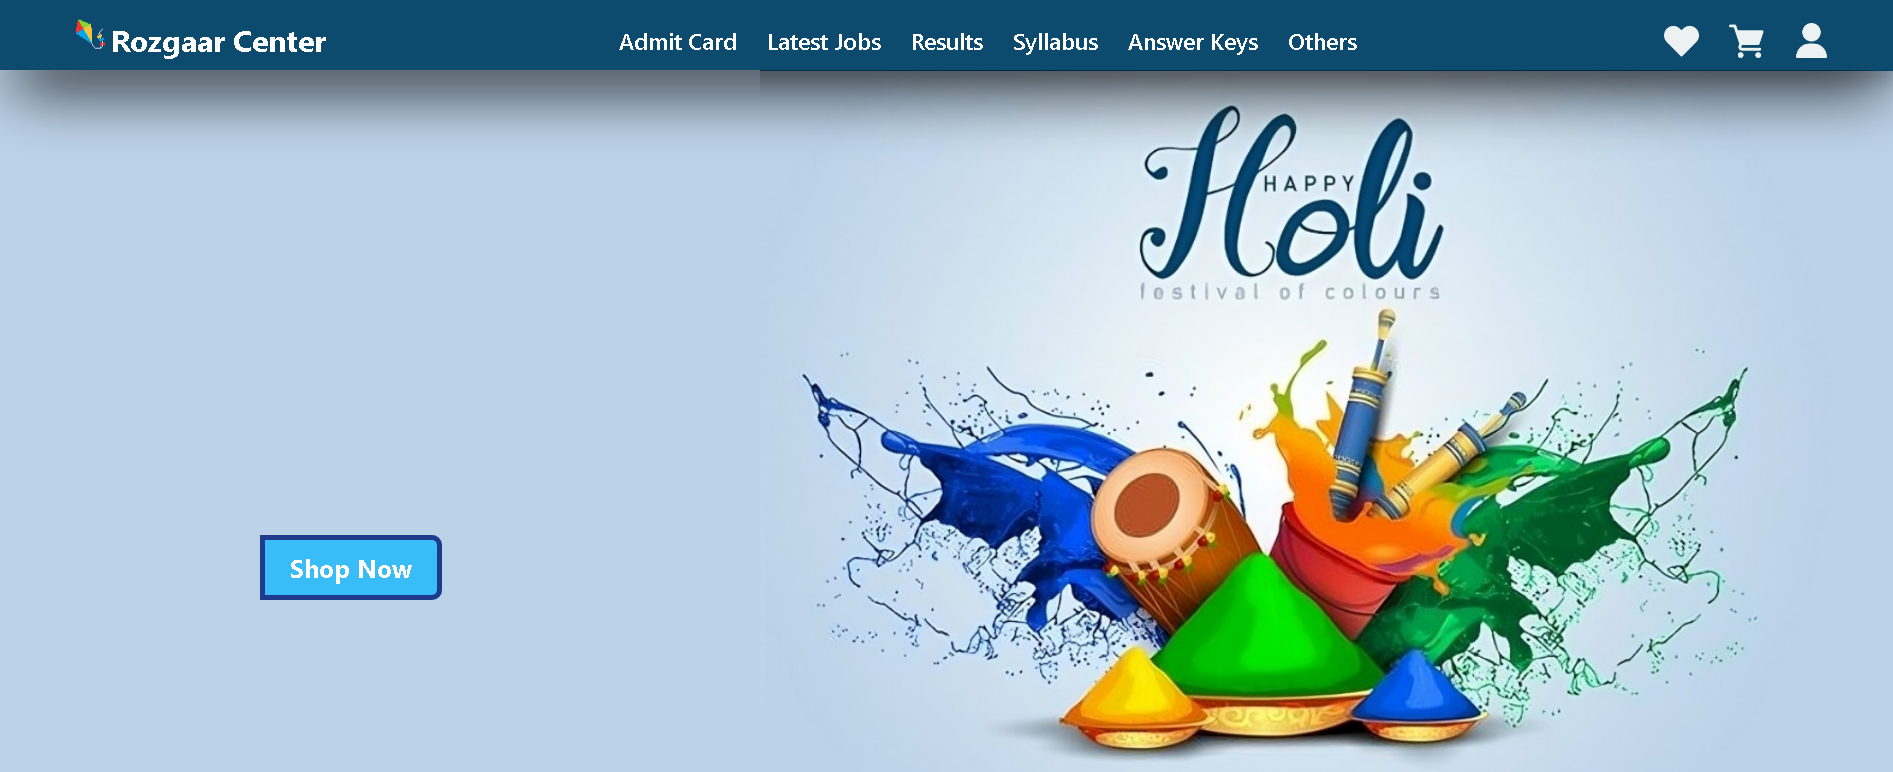 Rozgaar Center
Admit Card
Latest Jobs
Results
Syllabus
Answer Keys
Others
HAPPY
Holi
festival of colours
Shop Now